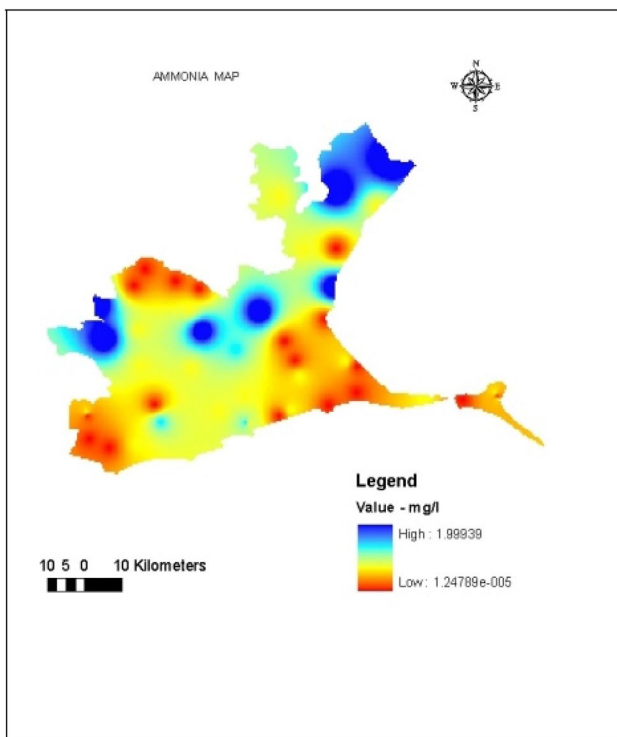 AMMONIA MAP
N
W E
S
Legend
Value - mg/l
High : 1.99939
Low : 1.24789e-005
10 5 0 10 Kilometers